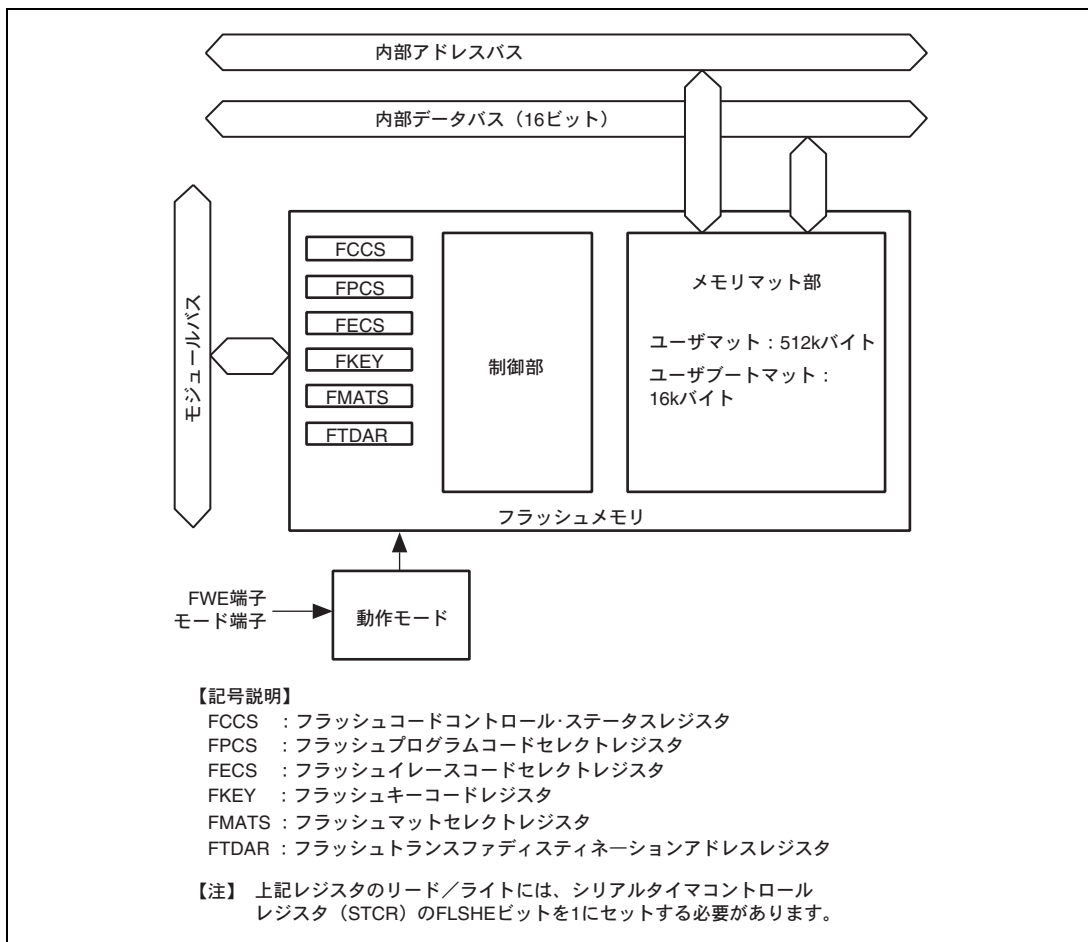 内部アドレスバス
内部データバス（16ビット）
モジュールバス
FCCS
FPCS
FECS
FKEY
FMATS
FTDAR
制御部
メモリマット部
ユーザマット：512kバイト
ユーザブートマット：
16kバイト
フラッシュメモリ
FWE端子
モード端子
動作モード
【記号説明】
FCCS ：フラッシュコードコントロール･ステータスレジスタ
FPCS ：フラッシュプログラムコードセレクトレジスタ
FECS ：フラッシュイレースコードセレクトレジスタ
FKEY ：フラッシュキーコードレジスタ
FMATS ：フラッシュマットセレクトレジスタ
FTDAR ：フラッシュトランスファディスティネーションアドレスレジスタ
【注】 上記レジスタのリード／ライトには、シリアルタイマコントロール
レジスタ（STCR）のFLSHEビットを1にセットする必要があります。